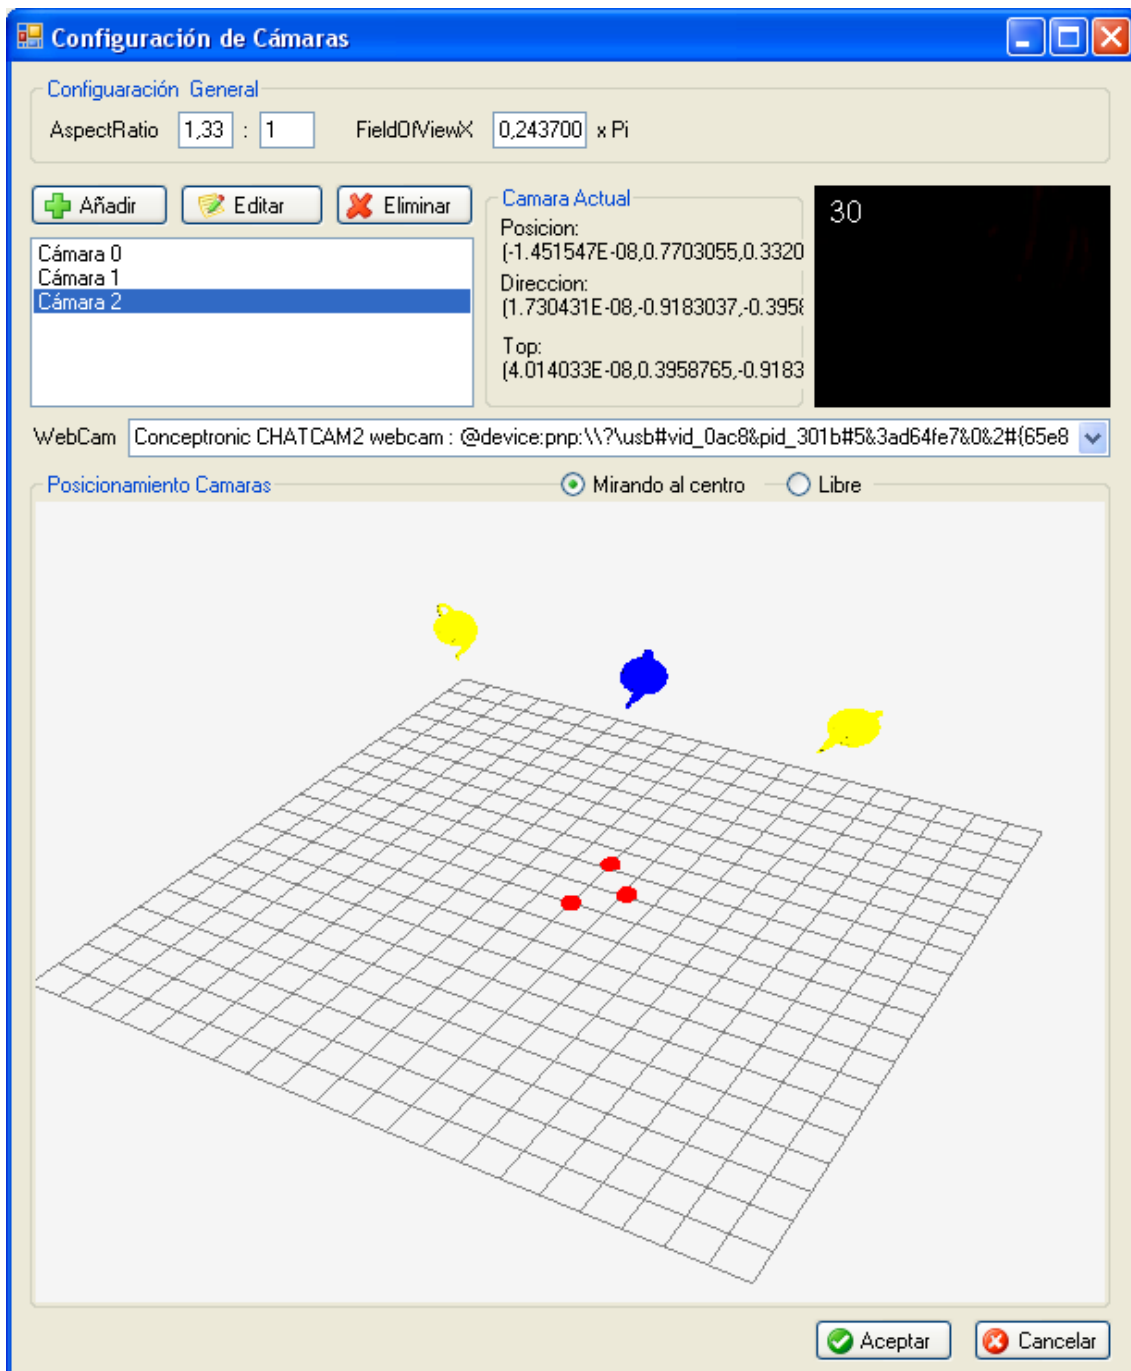 Configuración de Cámaras
Configuaración General
AspectRatio 1,33 : 1 FieldOfViewX 0,243700 x Pi
Añadir Editar Eliminar
Cámara 0
Cámara 1
Cámara 2
Camara Actual
Posicion:
(-1.451547E-08,0.7703055,0.3320
Direccion:
(1.730431E-08,-0.9183037,-0.3958
Top:
(4.014033E-08,0.3958765,-0.9183
30
WebCam Conceptronic CHATCAM2 webcam : @device:pnp:\\?\usb#vid_0ac8&pid_301b#5&3ad64fe7&0&2#{65e8
Posicionamiento Camaras Mirando al centro Libre
Aceptar Cancelar